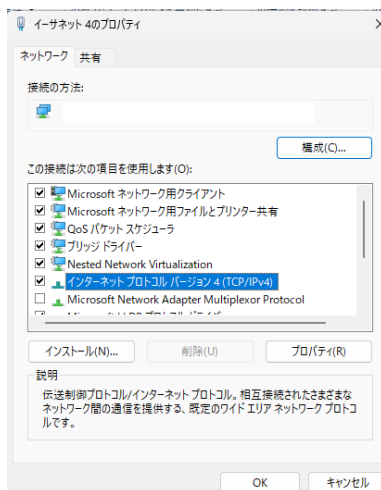 イーサネット 4のプロパティ
ネットワーク 共有
接続の方法:
構成(C)...
この接続は次の項目を使用します(O):
Microsoft ネットワーク用クライアント
Microsoft ネットワーク用ファイルとプリンター共有
QoS パケット スケジューラ
ブリッジ ドライバー
Nested Network Virtualization
インターネット プロトコル バージョン 4 (TCP/IPv4)
Microsoft Network Adapter Multiplexor Protocol
インストール(N)... 削除(U) プロパティ(R)
説明
伝送制御プロトコル/インターネット プロトコル。相互接続されたさまざまな
ネットワーク間の通信を提供する、既定のワイド エリア ネットワーク プロトコ
ルです。
OK キャンセル